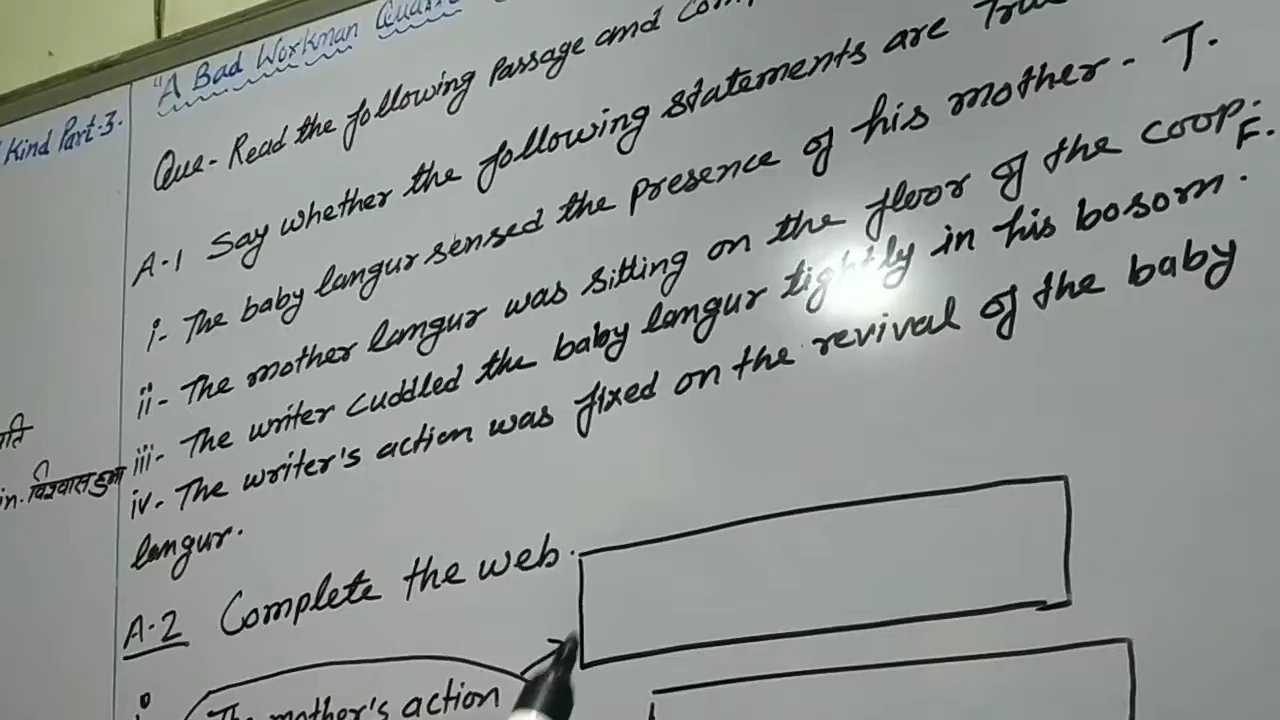 Kind Part-3.
"A Bad Workman
Que- Read the following Passage and
A-1 Say whether the following statements are True
i- The baby langur sensed the presence of his mother. T.
ii- The mother langur was sitting on the floor of the coop. F.
iii- The writer cuddled the baby langur tightly in his bosom.
iv- The writer's action was fixed on the revival of the baby
langur.
A-2 Complete the web.
i
The mother's action
in. विश्वास हुआ